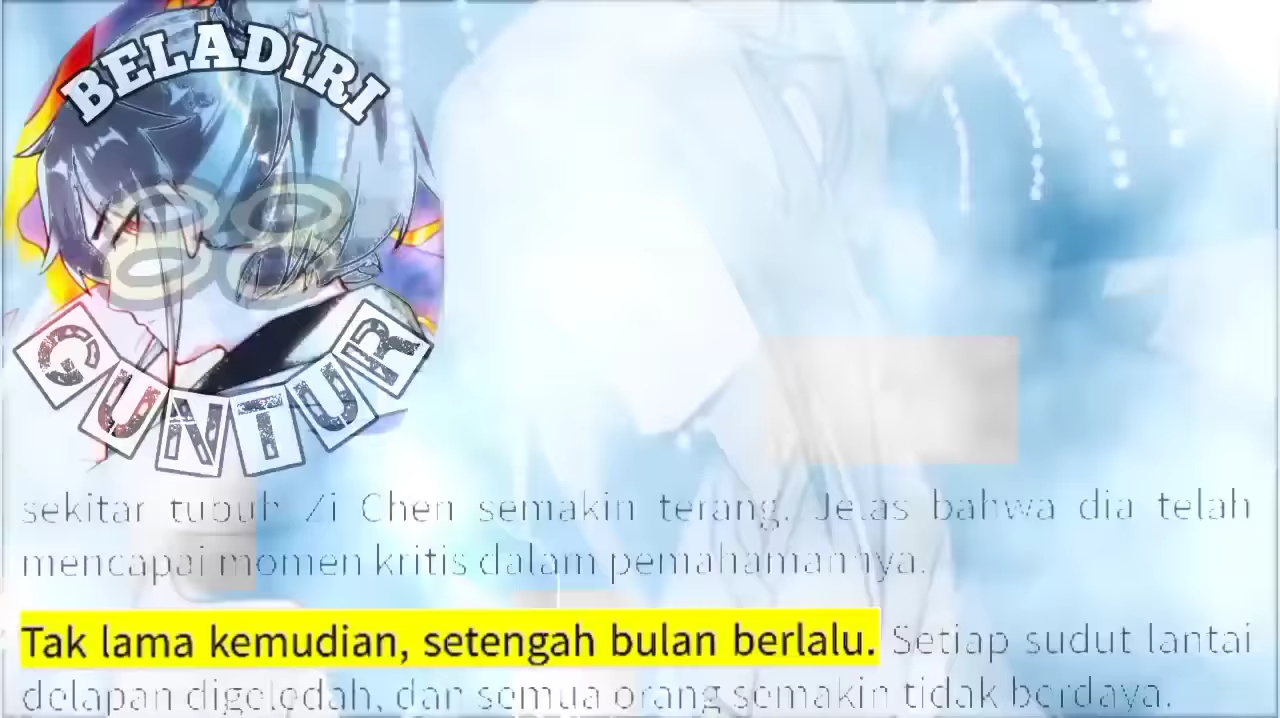 BELADIRI
GUNTUR
sekitar tubuh Zi Chen semakin terang. Jelas bahwa dia telah
mencapai momen kritis dalam pemahamannya.
Tak lama kemudian, setengah bulan berlalu. Setiap sudut lantai
delapan digeledah, dan semua orang semakin tidak berdaya.